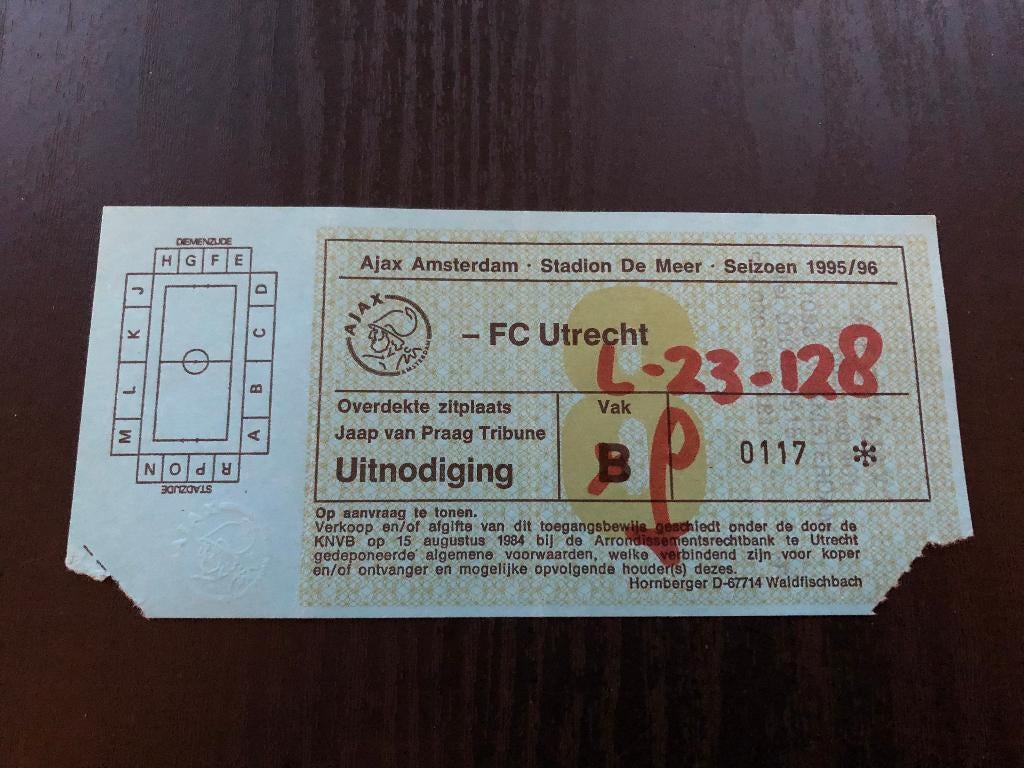 DIEMENZIJDE
H G F E
J
K
L
M
D
C
B
A
N O P R
STADZIJDE
Ajax Amsterdam · Stadion De Meer · Seizoen 1995/96
AJAX
AMSTERDAM
– FC Utrecht
L-23-128
Overdekte zitplaats
Jaap van Praag Tribune
Uitnodiging
Vak
B
0117 *
Op aanvraag te tonen.
Verkoop en/of afgifte van dit toegangsbewijs geschiedt onder de door de
KNVB op 15 augustus 1984 bij de Arrondissementsrechtbank te Utrecht
gedeponeerde algemene voorwaarden, welke verbindend zijn voor koper
en/of ontvanger en mogelijke opvolgende houder(s) dezes.
Hornberger D-67714 Waldfischbach